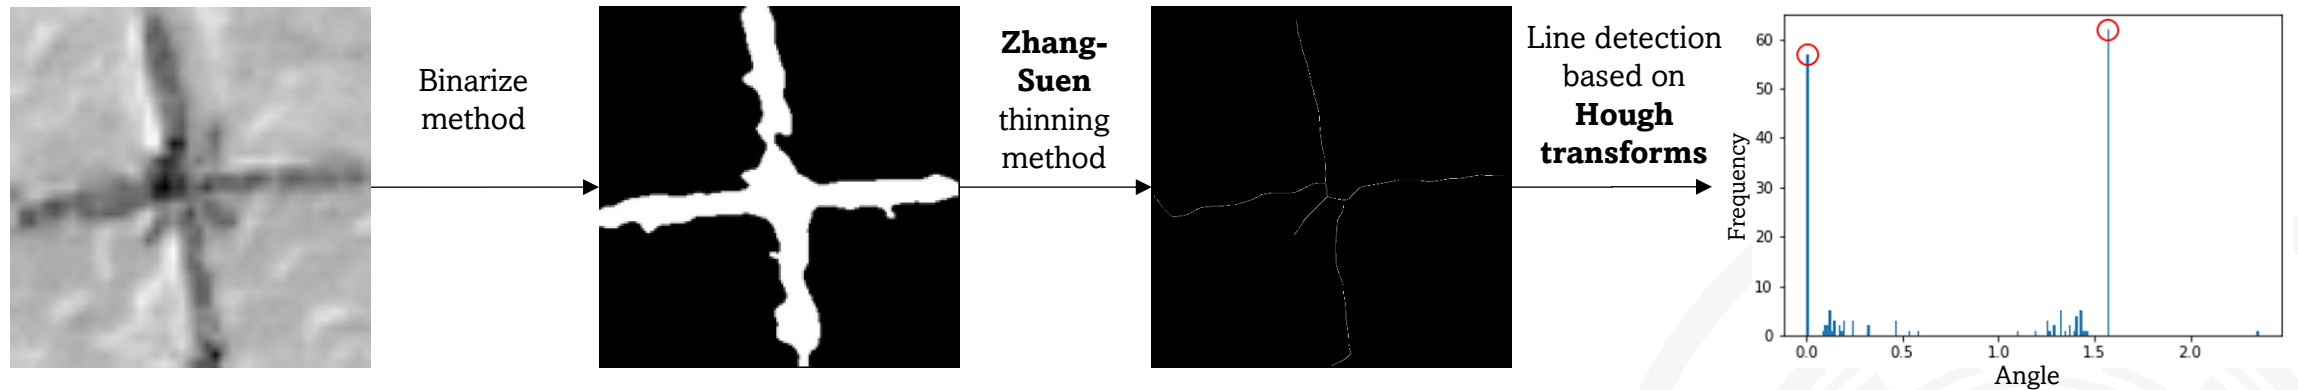 Binarize
method
Zhang-
Suen
thinning
method
Line detection
based on
Hough
transforms
Frequency
60
50
40
30
20
10
0
0.0 0.5 1.0 1.5 2.0
Angle